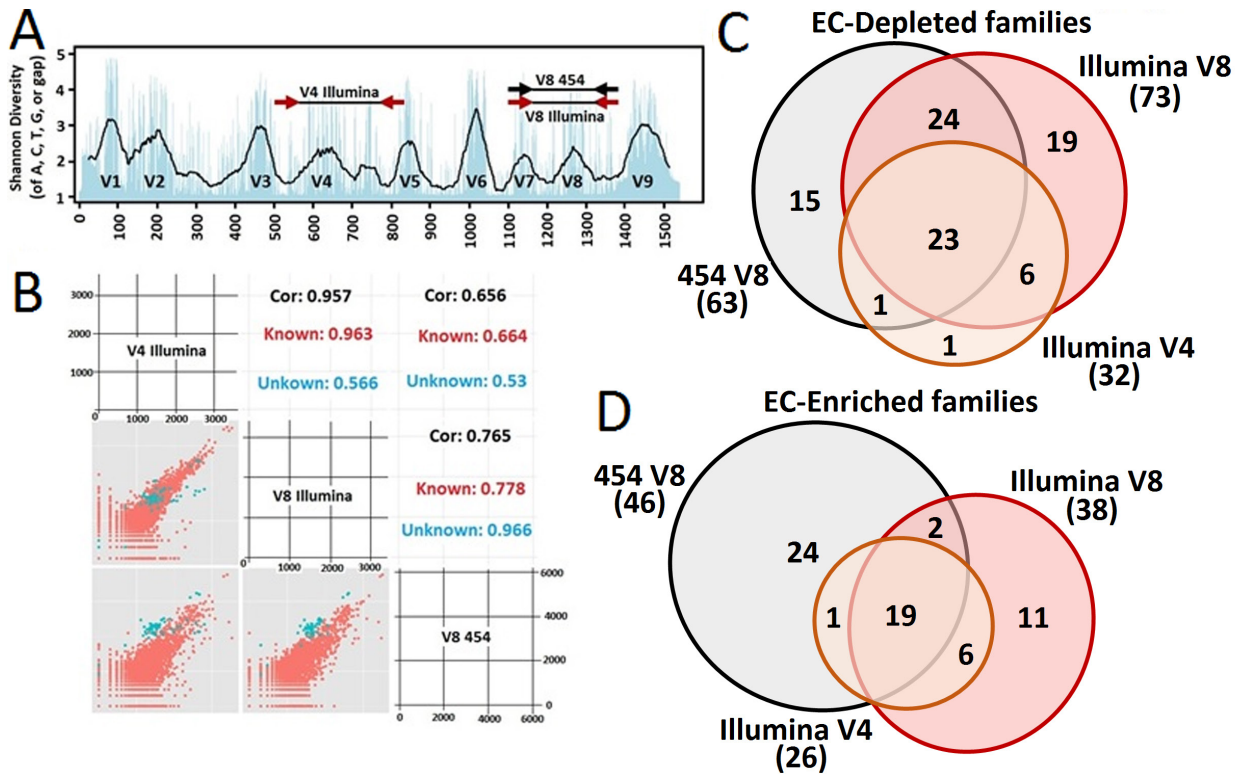 A
Shannon Diversity
(of A, C, T, G, or gap)
5
4
3
2
1
V4 Illumina
V8 454
V8 Illumina
V1 V2 V3 V4 V5 V6 V7 V8 V9
0 100 200 300 400 500 600 700 800 900 1000 1100 1200 1300 1400 1500
B
3000
2000
1000
V4 Illumina
0 1000 2000 3000
Cor: 0.957
Known: 0.963
Unkown: 0.566
Cor: 0.656
Known: 0.664
Unknown: 0.53
V8 Illumina
0 1000 2000 3000
Cor: 0.765
Known: 0.778
Unknown: 0.966
V8 454
6000
4000
2000
0
0 2000 4000 6000
C
EC-Depleted families
Illumina V8
(73)
24
19
15
23
6
454 V8
(63)
1
1
Illumina V4
(32)
D
EC-Enriched families
454 V8
(46)
Illumina V8
(38)
2
24
1
19
11
6
Illumina V4
(26)